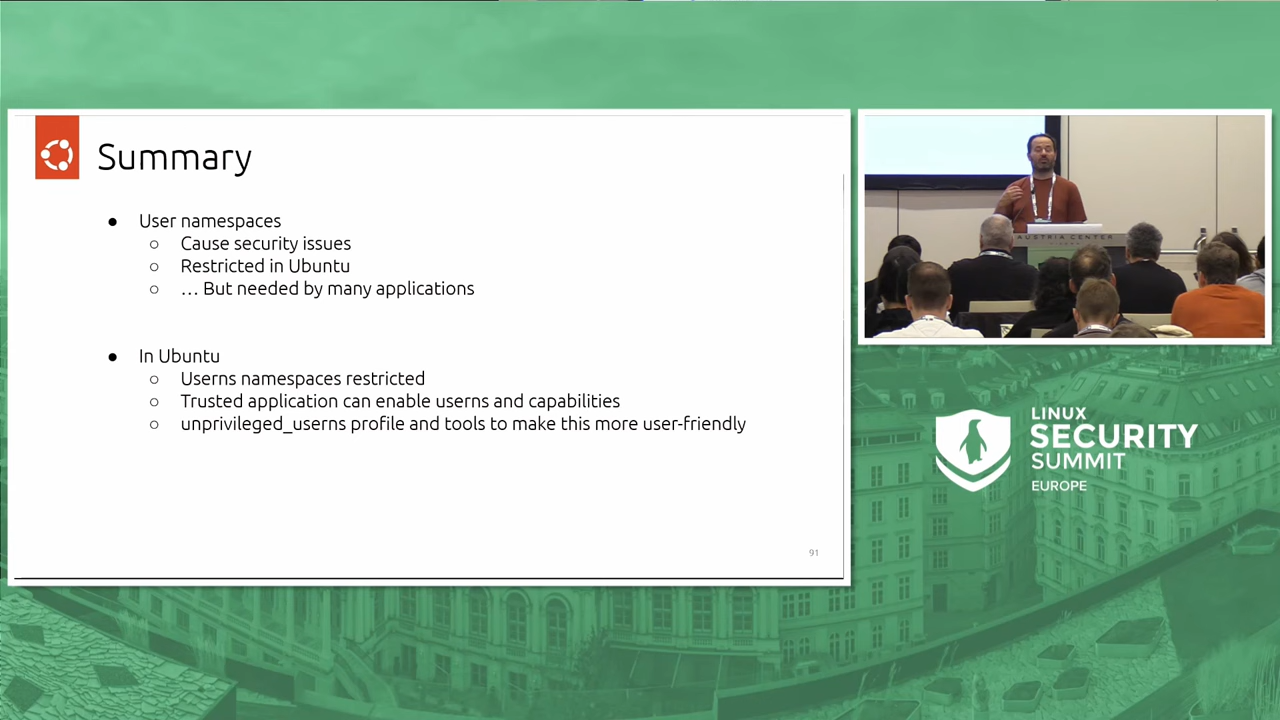 Summary
● User namespaces
○ Cause security issues
○ Restricted in Ubuntu
○ … But needed by many applications
● In Ubuntu
○ Userns namespaces restricted
○ Trusted application can enable userns and capabilities
○ unprivileged_userns profile and tools to make this more user-friendly
91
AUSTRIA CENTER
LINUX
SECURITY
SUMMIT
EUROPE